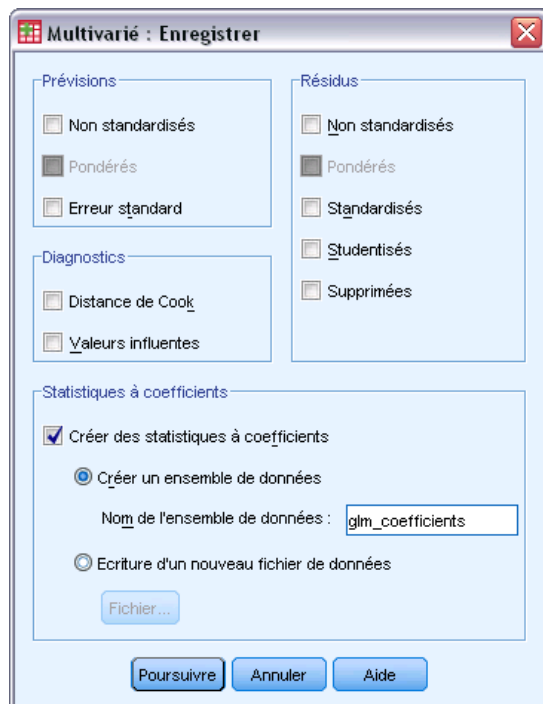 Multivarié : Enregistrer
Prévisions
Non standardisés
Pondérés
Erreur standard
Diagnostics
Distance de Cook
Valeurs influentes
Résidus
Non standardisés
Pondérés
Standardisés
Studentisés
Supprimées
Statistiques à coefficients
Créer des statistiques à coefficients
Créer un ensemble de données
Nom de l'ensemble de données : glm_coefficients
Ecriture d'un nouveau fichier de données
Fichier...
Poursuivre Annuler Aide